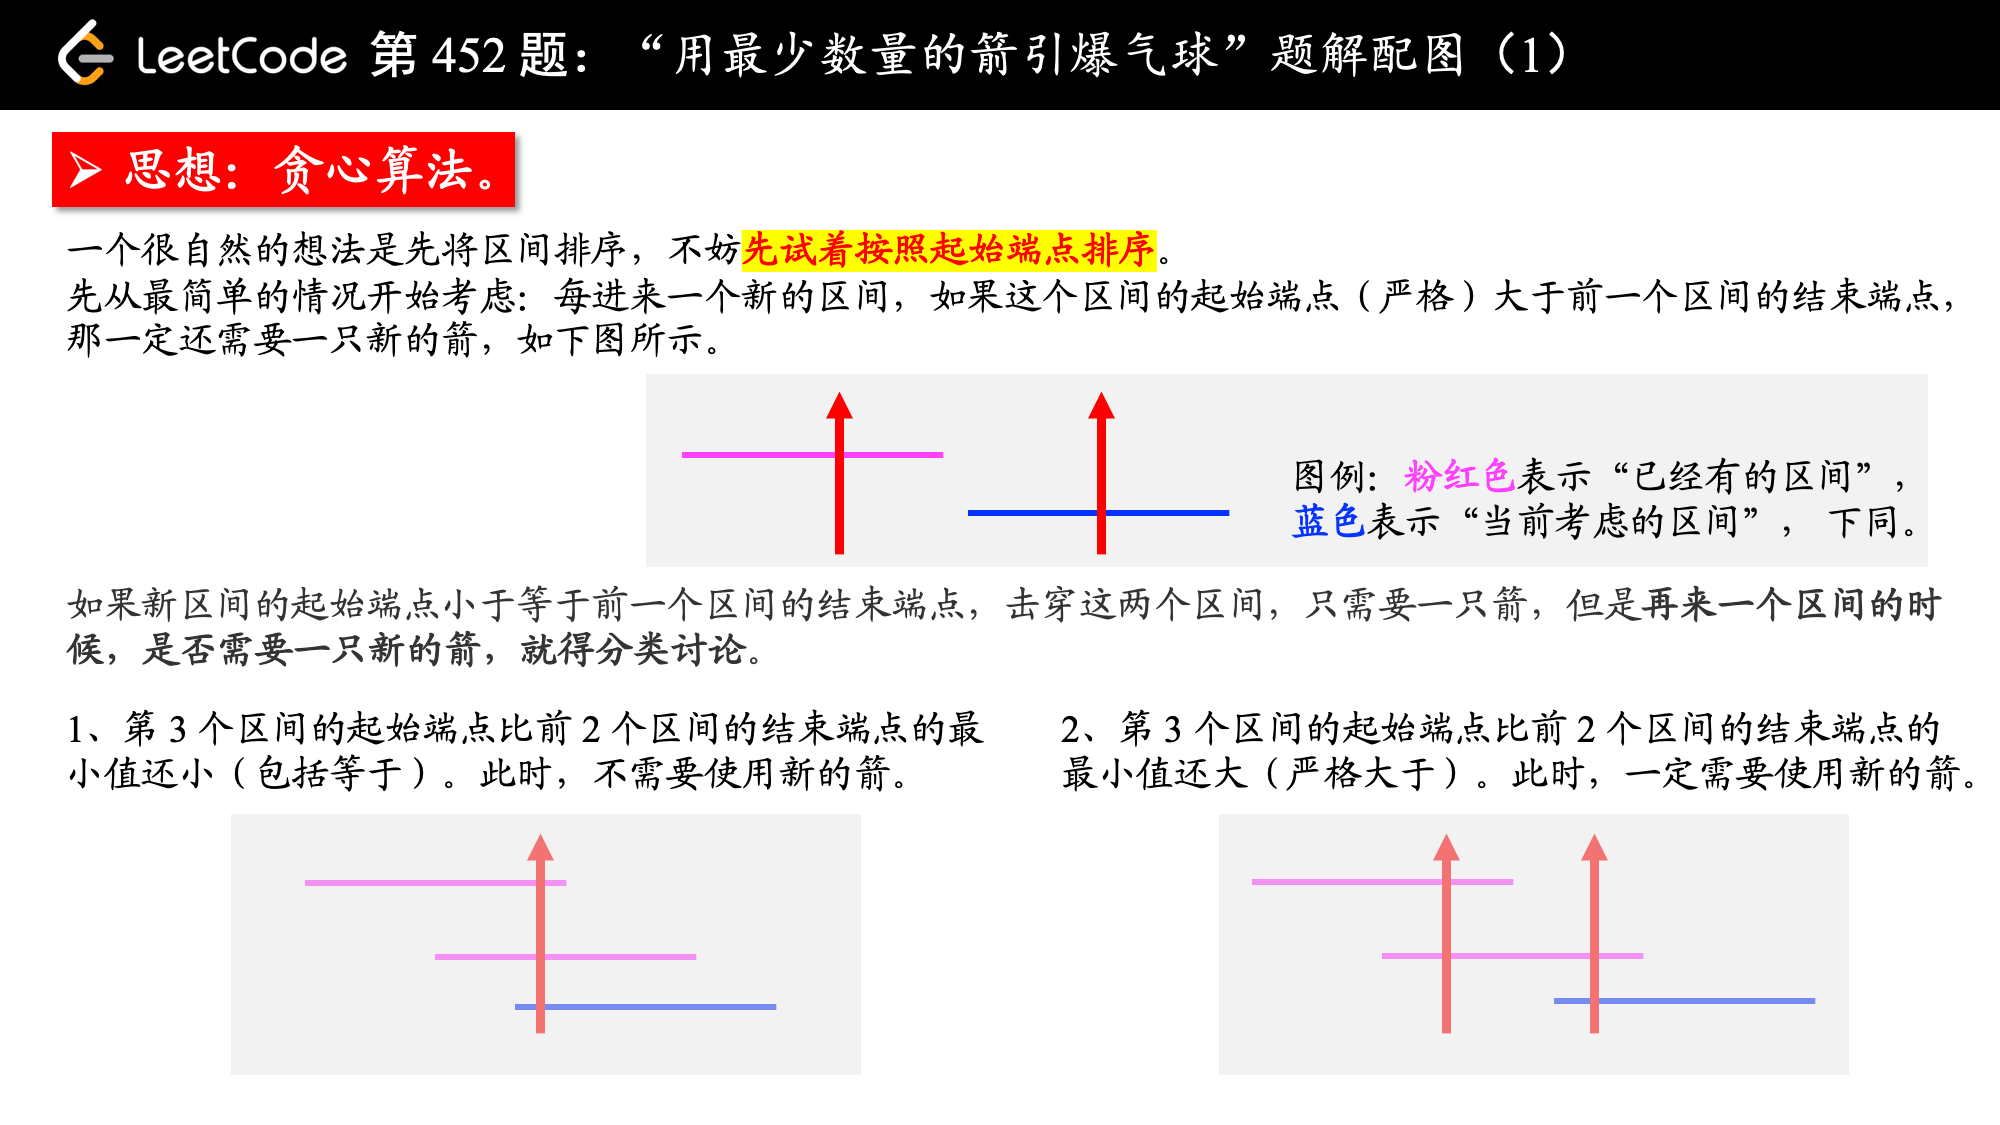 LeetCode 第 452 题：“用最少数量的箭引爆气球”题解配图（1）
➢ 思想：贪心算法。
一个很自然的想法是先将区间排序，不妨先试着按照起始端点排序。
先从最简单的情况开始考虑：每进来一个新的区间，如果这个区间的起始端点（严格）大于前一个区间的结束端点，
那一定还需要一只新的箭，如下图所示。
图例：粉红色表示“已经有的区间”，
蓝色表示“当前考虑的区间”， 下同。
如果新区间的起始端点小于等于前一个区间的结束端点，去穿这两个区间，只需要一只箭，但是再来一个区间的时
候，是否需要一只新的箭，就得分类讨论。
1、第 3 个区间的起始端点比前 2 个区间的结束端点的最
小值还小（包括等于）。此时，不需要使用新的箭。
2、第 3 个区间的起始端点比前 2 个区间的结束端点的
最小值还大（严格大于）。此时，一定需要使用新的箭。